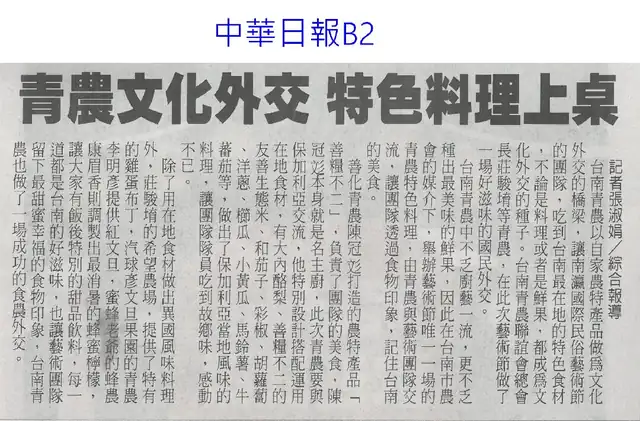 中華日報B2
青農文化外交 特色料理上桌
記者張淑娟／綜合報導
台南青農以自家農特產品做為文化
外交的橋梁，讓南瀛國際民俗藝術節
的團隊，吃到台南最在地的特色食材
，不論是料理或者是鮮果，都成為文
化外交的種子。台南青農聯誼會總會
長莊駿堉等青農，在此次藝術節做了
一場好滋味的國民外交。
台南青農中不乏廚藝一流，更不乏
種出最美味的鮮果，因此在台南市農
會的媒介下，舉辦藝術節唯一一場的
青農特色料理，由青農與藝術團隊交
流，讓團隊透過食物印象，記住台南
的美食。
善化青農陳冠彣打造的農特產品「
善糧不二」，負責了團隊的美食，陳
冠彣本身就是名主廚，此次青農要與
保加利亞交流，他特別設計搭配運用
在地食材，有大內酪梨、善糧不二的
友善生態米、和茄子、彩椒、胡蘿蔔
、洋蔥、櫛瓜、小黃瓜、馬鈴薯、牛
蕃茄等，做出了保加利亞當地風味的
料理，讓團隊隊員吃到故鄉味，感動
不已。
除了用在地食材做出異國風味料理
外，莊駿堉的希望農場，提供了特有
的雞蛋布丁，汽球彥文旦果園的青農
李明彥提供紅文旦，蜜蜂老爺的蜂農
康眉香則調製出最消暑的蜂蜜檸檬，
讓大家有飯後特別的甜品飲料，每一
道都是台南的好滋味，也讓藝術團隊
留下最甜蜜幸福的食物印象，台南青
農也做了一場成功的食農外交。